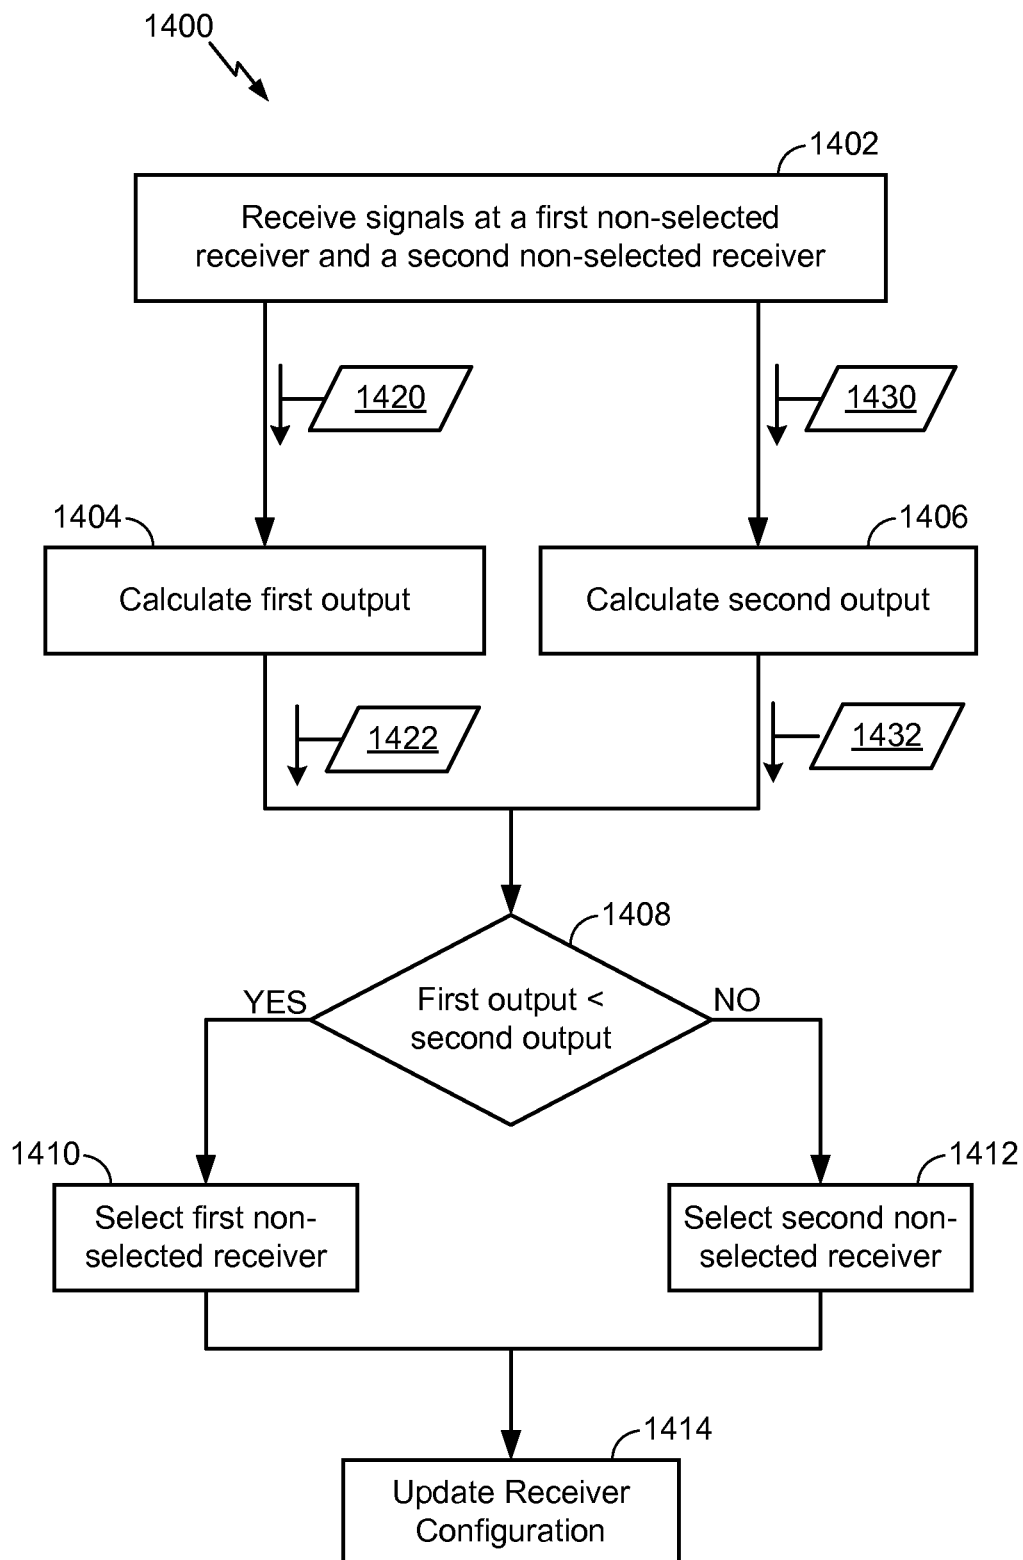 1400
1402
Receive signals at a first non-selected
receiver and a second non-selected receiver
1420
1430
1404
1406
Calculate first output
Calculate second output
1422
1432
1408
YES
First output <
second output
NO
1410
1412
Select first non-
selected receiver
Select second non-
selected receiver
1414
Update Receiver
Configuration